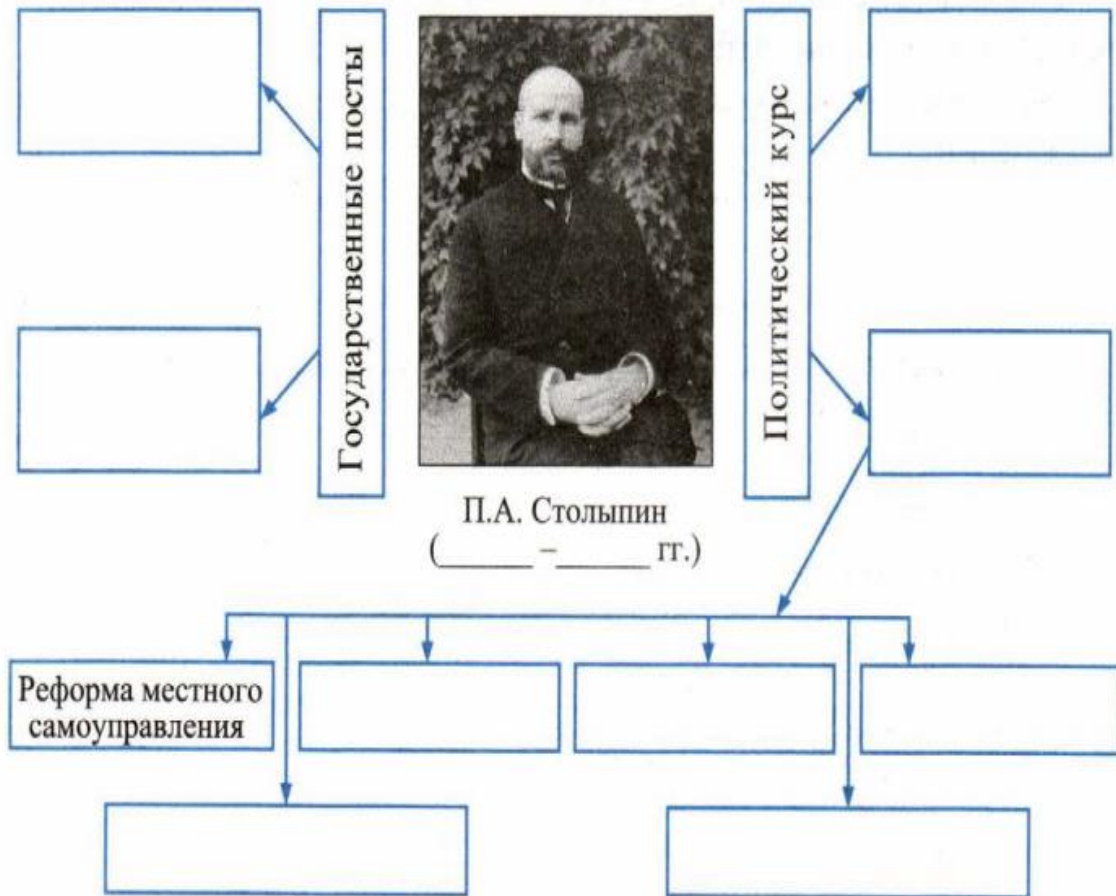 Государственные посты
Политический курс
П.А. Столыпин
(______ –______ гг.)
Реформа местного
самоуправления